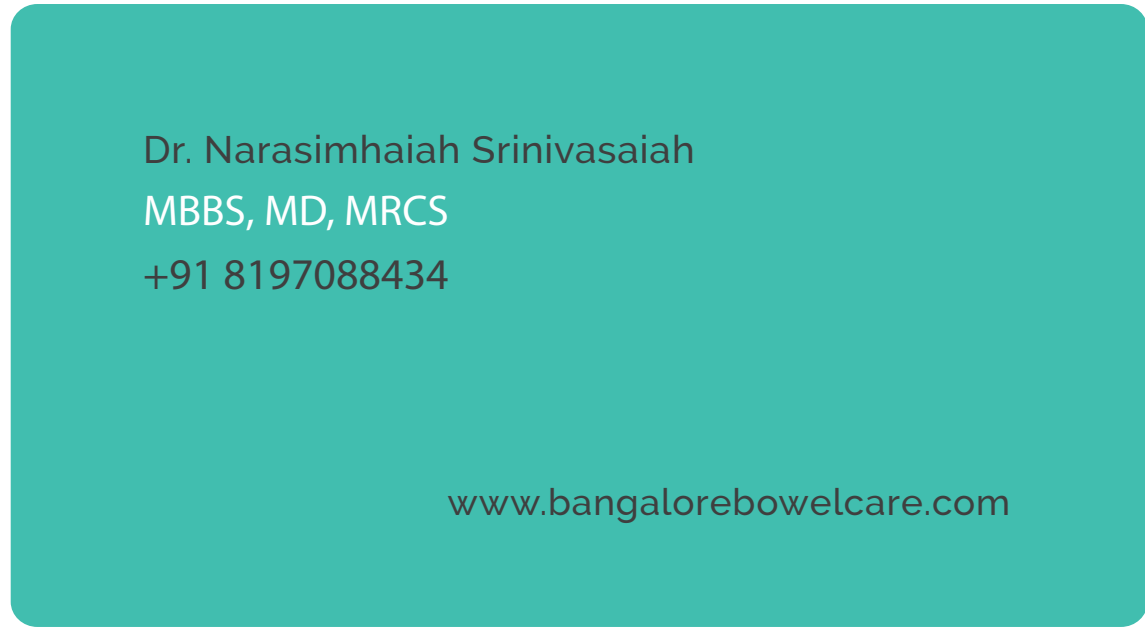 Dr. Narasimhaiah Srinivasaiah
MBBS, MD, MRCS
+91 8197088434
www.bangalorebowelcare.com